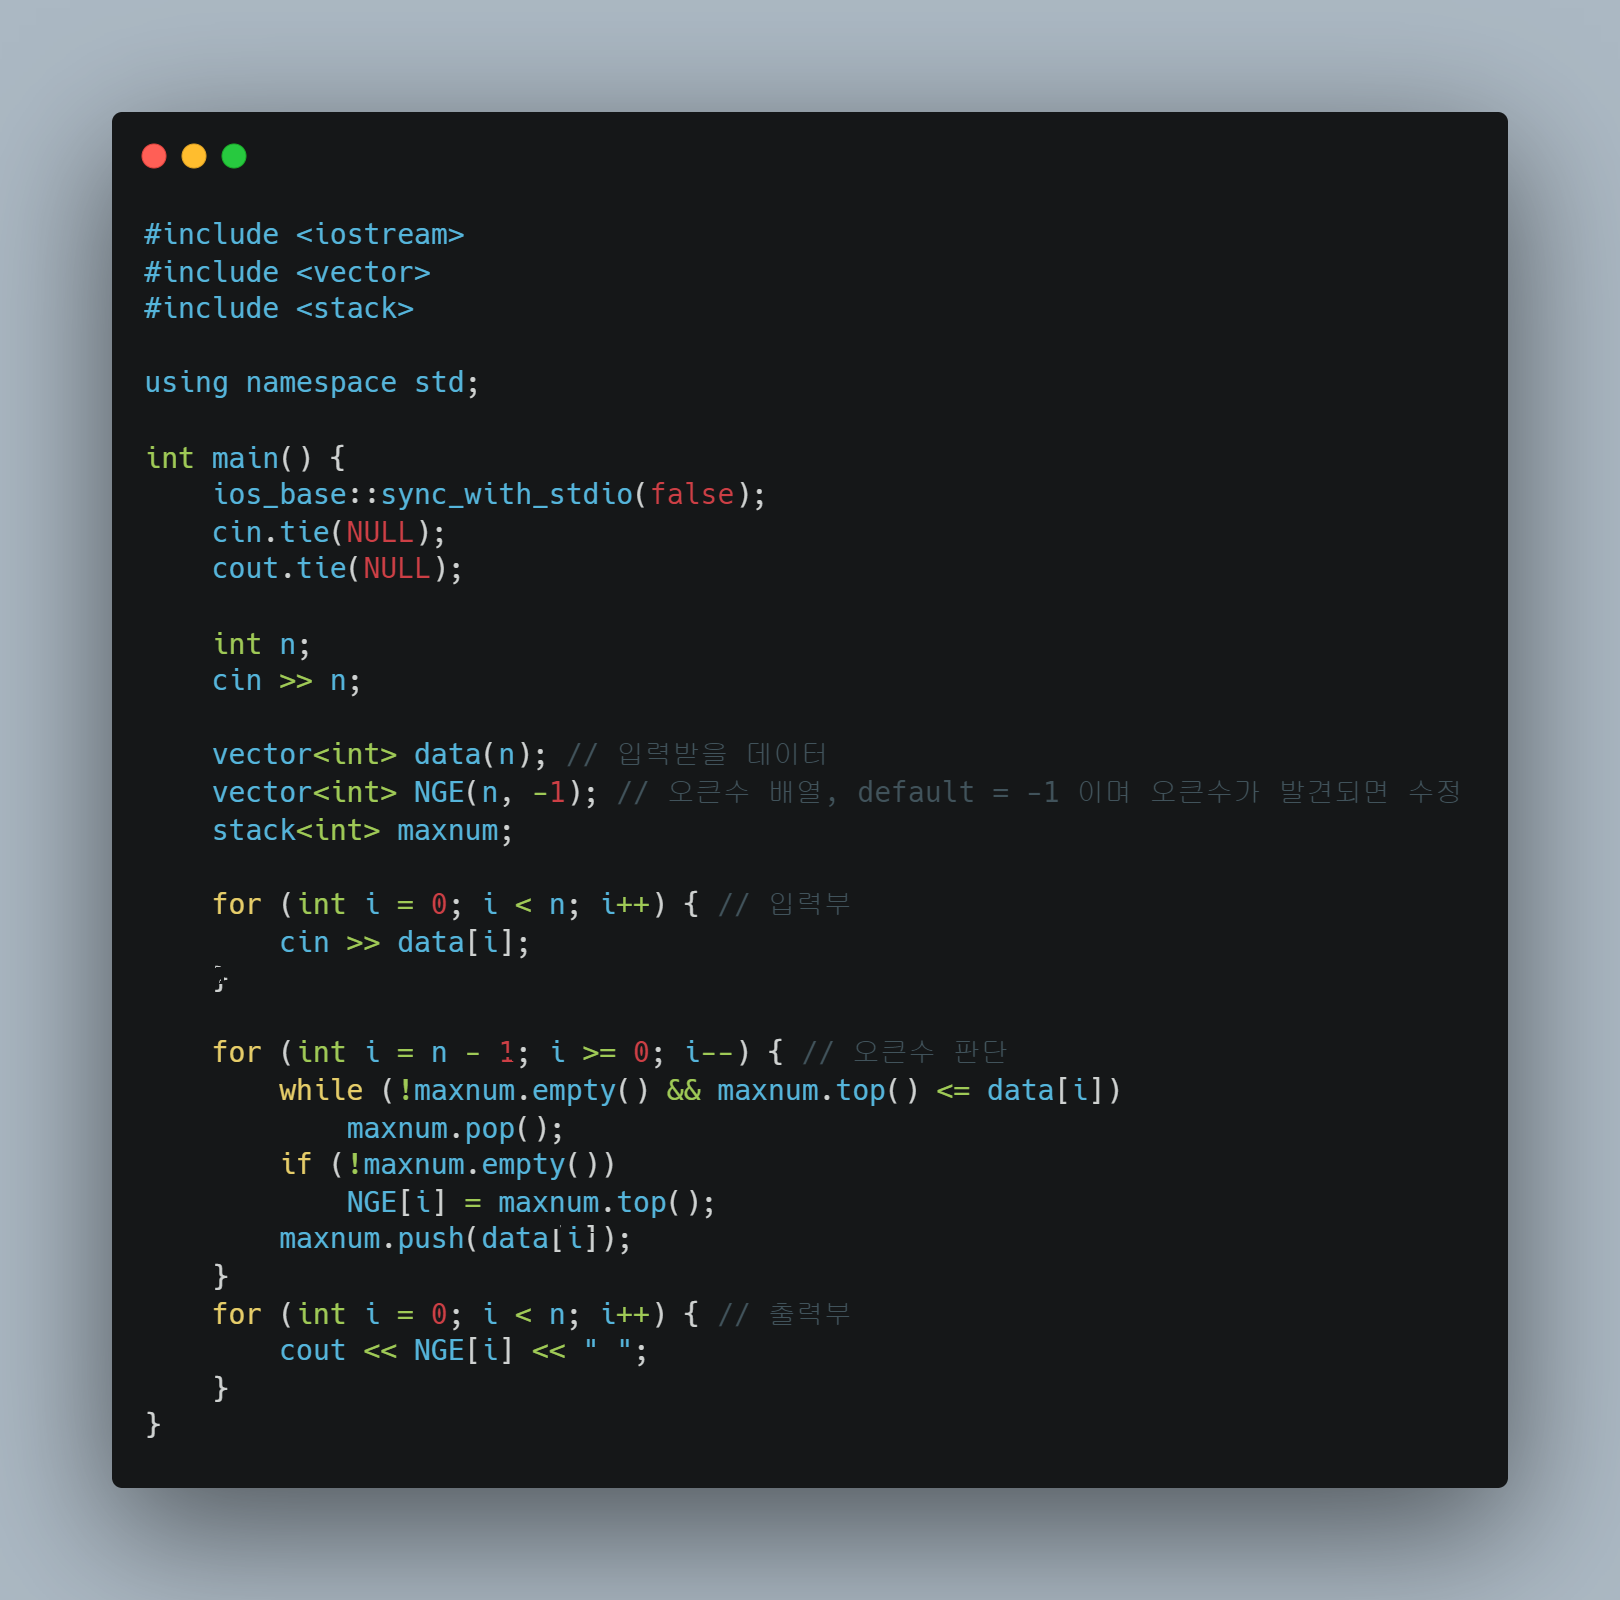 #include <iostream>
#include <vector>
#include <stack>
using namespace std;
int main() {
    ios_base::sync_with_stdio(false);
    cin.tie(NULL);
    cout.tie(NULL);
    int n;
    cin >> n;
    vector<int> data(n); // 입력받을 데이터
    vector<int> NGE(n, -1); // 오큰수 배열, default = -1 이며 오큰수가 발견되면 수정
    stack<int> maxnum;
    for (int i = 0; i < n; i++) { // 입력부
        cin >> data[i];
    }
    for (int i = n - 1; i >= 0; i--) { // 오큰수 판단
        while (!maxnum.empty() && maxnum.top() <= data[i])
            maxnum.pop();
        if (!maxnum.empty())
            NGE[i] = maxnum.top();
        maxnum.push(data[i]);
    }
    for (int i = 0; i < n; i++) { // 출력부
        cout << NGE[i] << " ";
    }
}